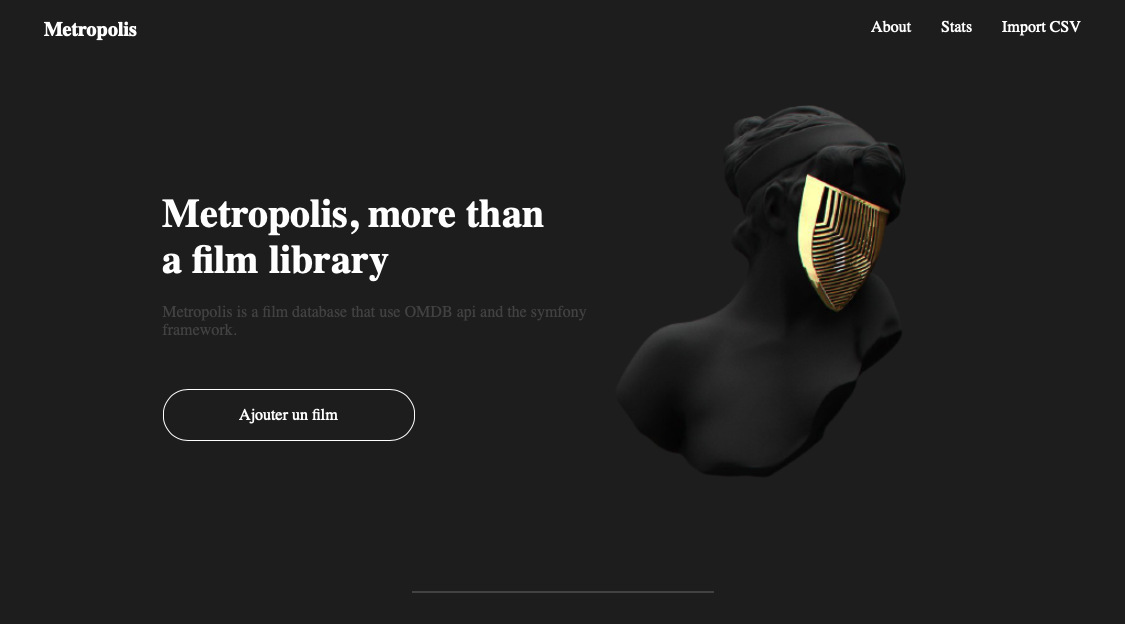 Metropolis
About Stats Import CSV
Metropolis, more than
a film library
Metropolis is a film database that use OMDB api and the symfony
framework.
Ajouter un film